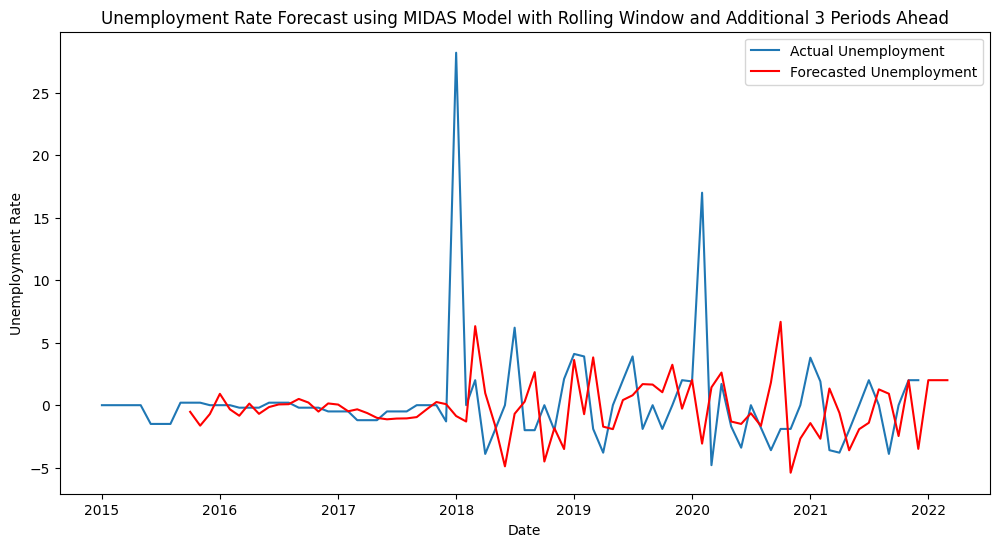 Unemployment Rate Forecast using MIDAS Model with Rolling Window and Additional 3 Periods Ahead
Actual Unemployment
Forecasted Unemployment
Unemployment Rate
25
20
15
10
5
0
−5
2015 2016 2017 2018 2019 2020 2021 2022
Date